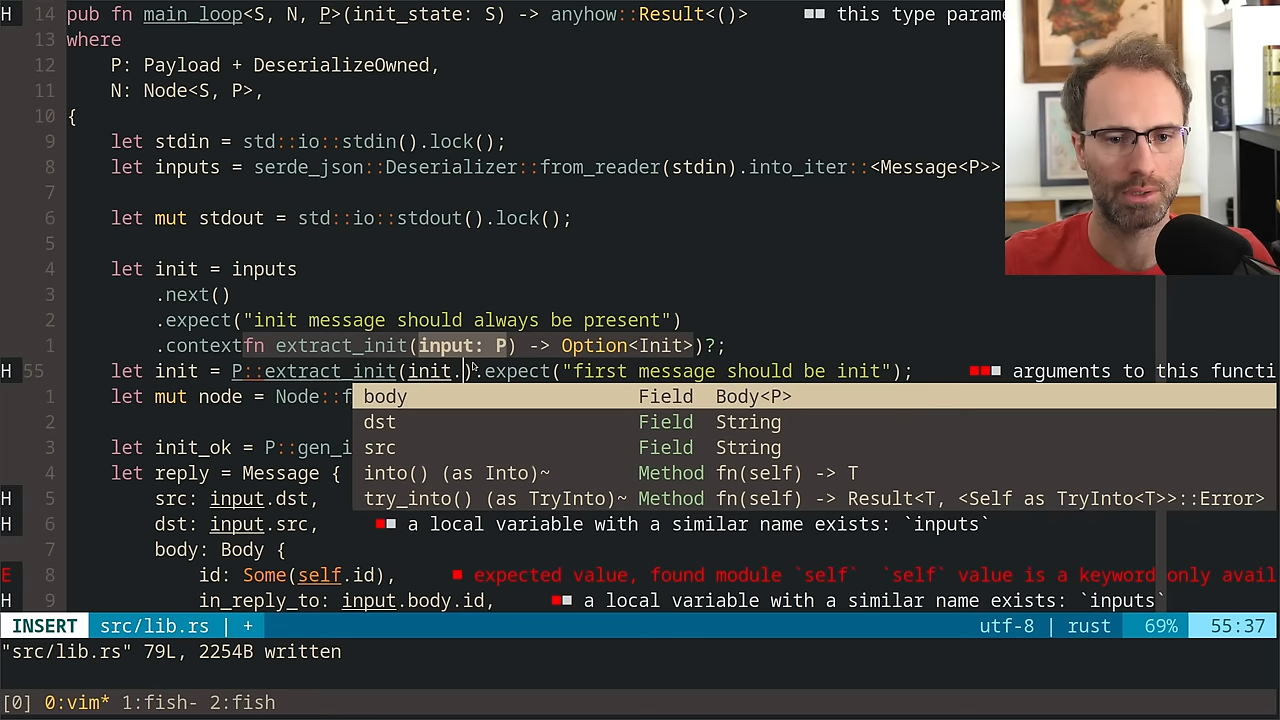 H 14 pub fn main_loop<S, N, P>(init_state: S) -> anyhow::Result<()> ■■ this type parame
13 where
12 P: Payload + DeserializeOwned,
11 N: Node<S, P>,
10 {
9 let stdin = std::io::stdin().lock();
8 let inputs = serde_json::Deserializer::from_reader(stdin).into_iter::<Message<P>>
7
6 let mut stdout = std::io::stdout().lock();
5
4 let init = inputs
3 .next()
2 .expect("init message should always be present")
1 .contextfn extract_init(input: P) -> Option<Init>)?;
H 55 let init = P::extract_init(init.).expect("first message should be init"); ■■■ arguments to this functi
1 let mut node = Node::f
body Field Body<P>
2
dst Field String
3 let init_ok = P::gen_i
src Field String
4 let reply = Message {
into() (as Into)~ Method fn(self) -> T
H 5 src: input.dst,
try_into() (as TryInto)~ Method fn(self) -> Result<T, <Self as TryInto<T>>::Error>
H 6 dst: input.src, ■■ a local variable with a similar name exists: `inputs`
7 body: Body {
E 8 id: Some(self.id), ■ expected value, found module `self` `self` value is a keyword only avail
H 9 in_reply_to: input.body.id, ■■ a local variable with a similar name exists: `inputs`
INSERT src/lib.rs | + utf-8 | rust 69% 55:37
"src/lib.rs" 79L, 2254B written
[0] 0:vim* 1:fish- 2:fish